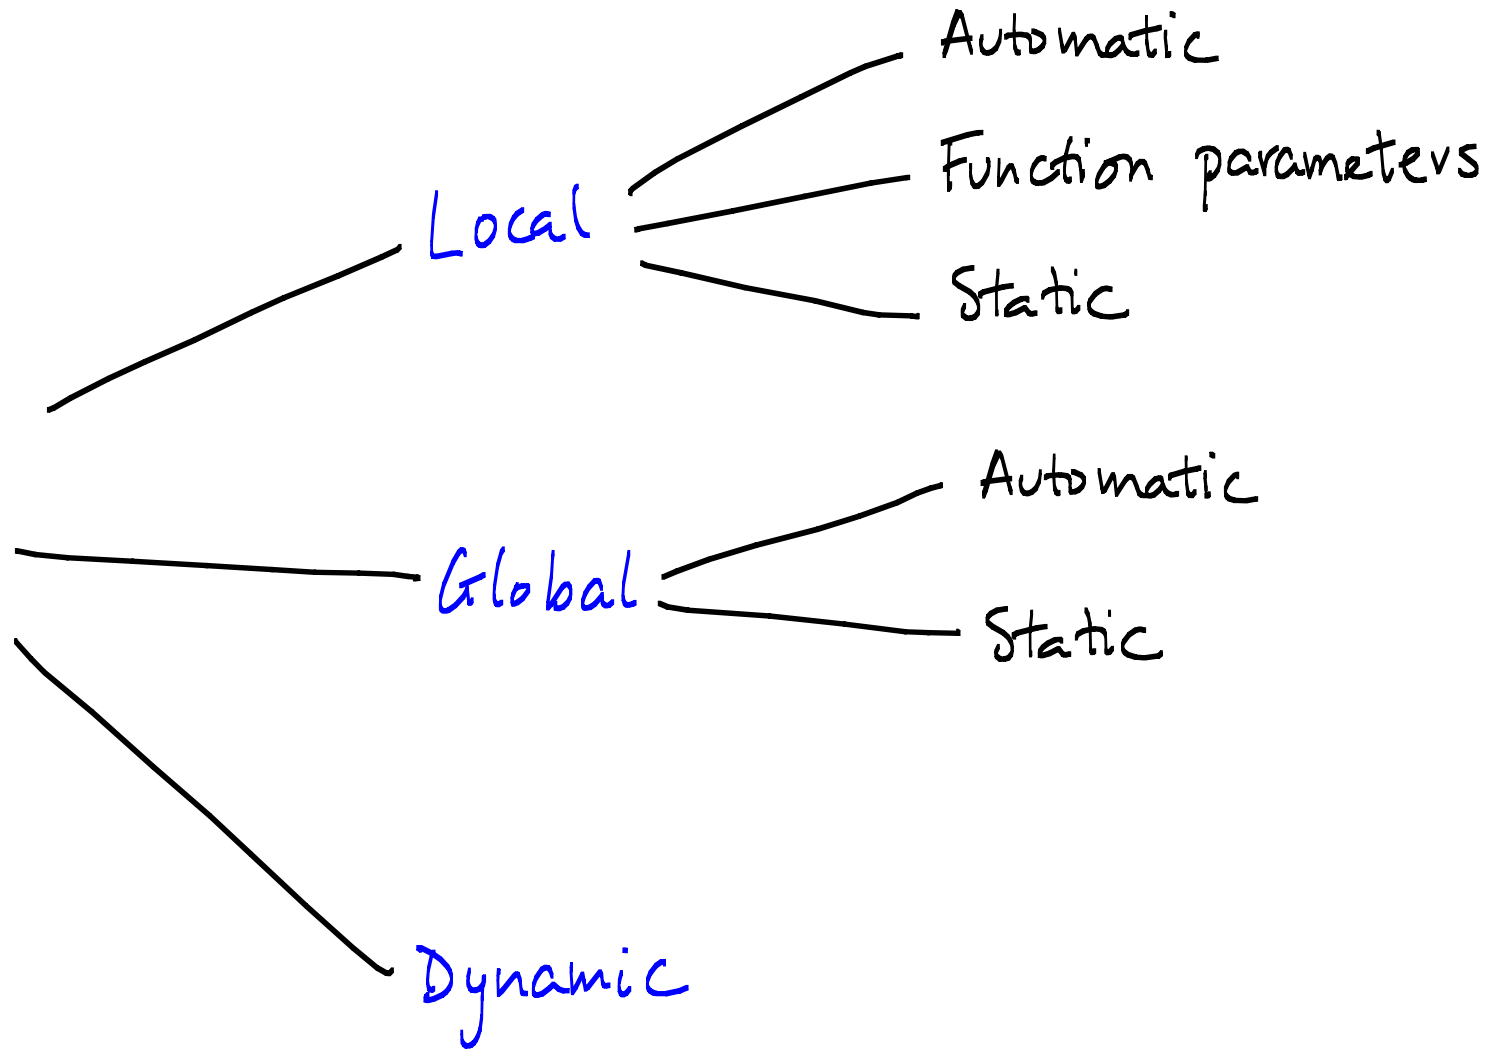 Automatic
Function parameters
Local
Static
Automatic
Global
Static
Dynamic